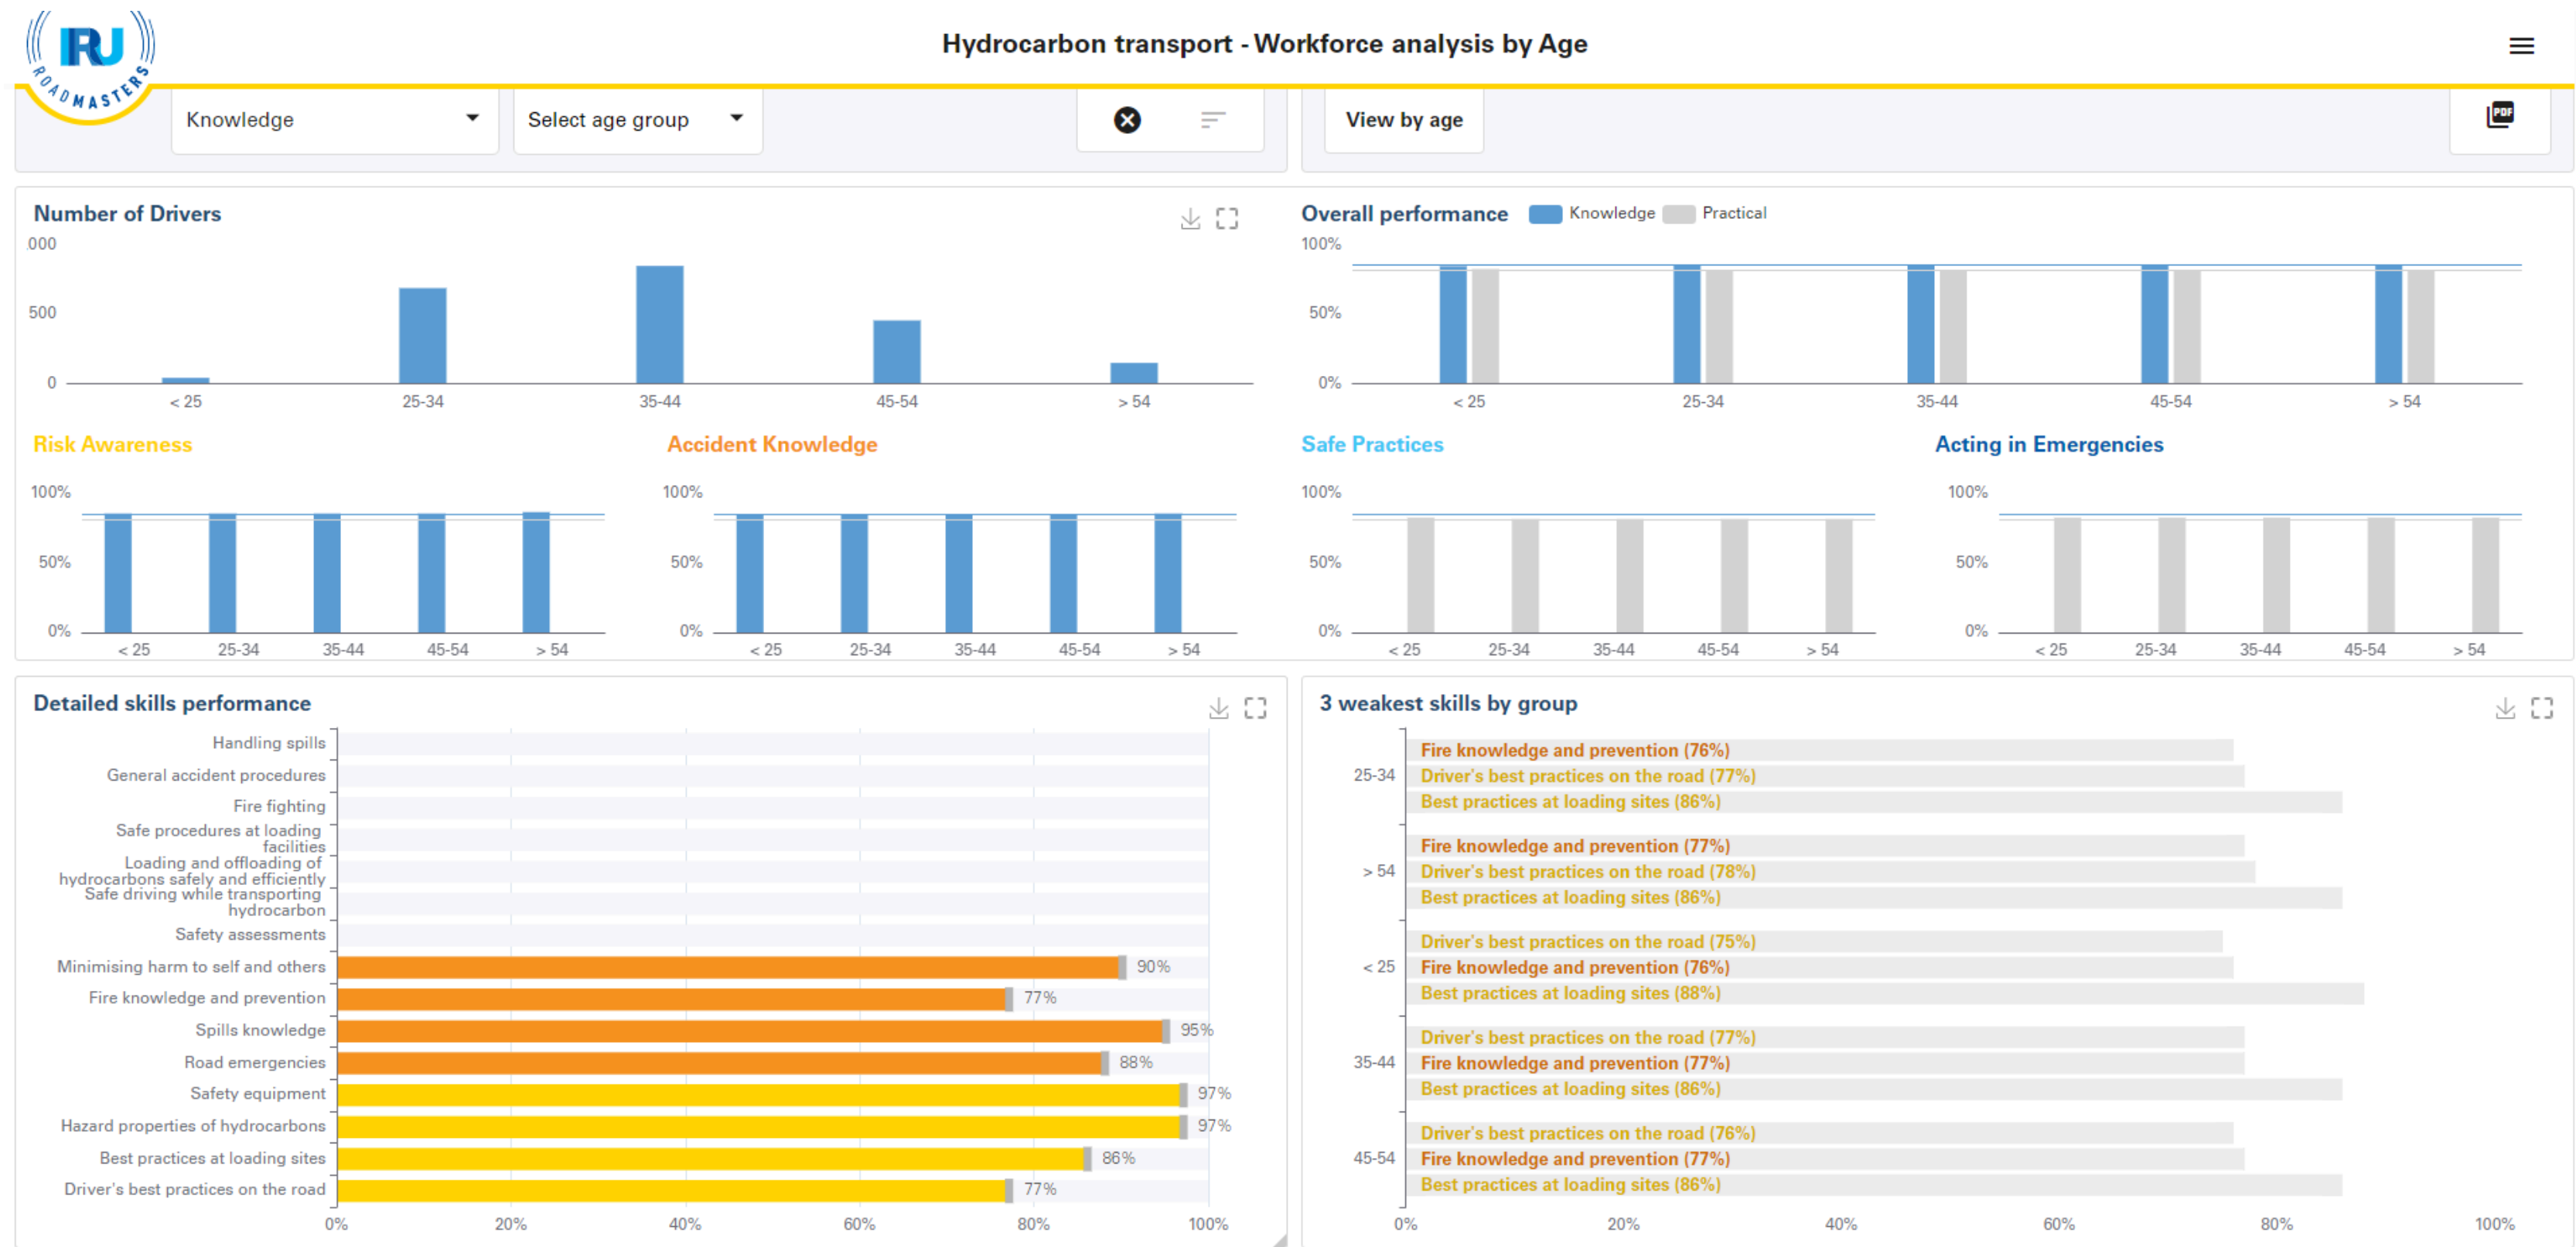 IRU
ROADMASTERS
Hydrocarbon transport - Workforce analysis by Age
Knowledge
Select age group
View by age
PDF
Number of Drivers
000
500
0
< 25
25-34
35-44
45-54
> 54
Overall performance
Knowledge
Practical
100%
50%
0%
< 25
25-34
35-44
45-54
> 54
Risk Awareness
100%
50%
0%
< 25
25-34
35-44
45-54
> 54
Accident Knowledge
100%
50%
0%
< 25
25-34
35-44
45-54
> 54
Safe Practices
100%
50%
0%
< 25
25-34
35-44
45-54
> 54
Acting in Emergencies
100%
50%
0%
< 25
25-34
35-44
45-54
> 54
Detailed skills performance
Handling spills
General accident procedures
Fire fighting
Safe procedures at loading
facilities
Loading and offloading of
hydrocarbons safely and efficiently
Safe driving while transporting
hydrocarbon
Safety assessments
Minimising harm to self and others 90%
Fire knowledge and prevention 77%
Spills knowledge 95%
Road emergencies 88%
Safety equipment 97%
Hazard properties of hydrocarbons 97%
Best practices at loading sites 86%
Driver's best practices on the road 77%
0% 20% 40% 60% 80% 100%
3 weakest skills by group
Fire knowledge and prevention (76%)
25-34 Driver's best practices on the road (77%)
Best practices at loading sites (86%)
Fire knowledge and prevention (77%)
> 54 Driver's best practices on the road (78%)
Best practices at loading sites (86%)
Driver's best practices on the road (75%)
< 25 Fire knowledge and prevention (76%)
Best practices at loading sites (88%)
Driver's best practices on the road (77%)
35-44 Fire knowledge and prevention (77%)
Best practices at loading sites (86%)
Driver's best practices on the road (76%)
45-54 Fire knowledge and prevention (77%)
Best practices at loading sites (86%)
0% 20% 40% 60% 80% 100%